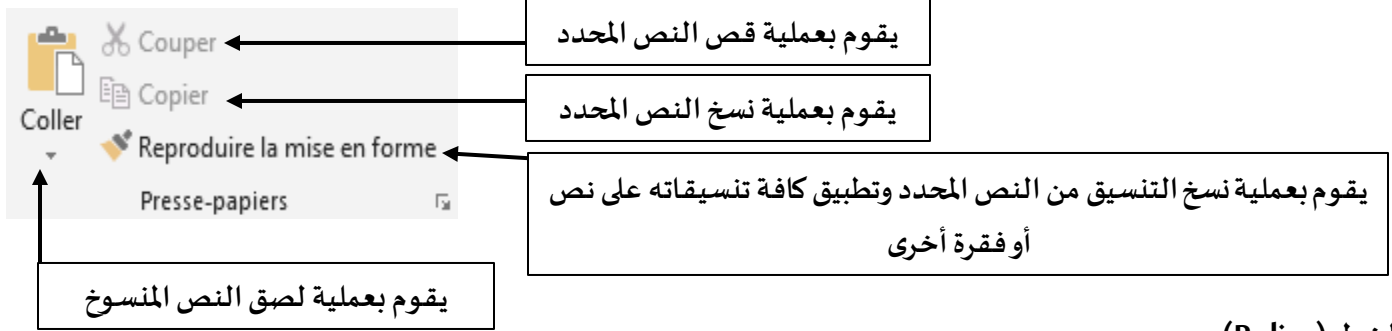 Couper
Copier
Coller
Reproduire la mise en forme
Presse-papiers
يقوم بعملية قص النص المحدد
يقوم بعملية نسخ النص المحدد
يقوم بعملية نسخ التنسيق من النص المحدد وتطبيق كافة تنسيقاته على نص
أو فقرة أخرى
يقوم بعملية لصق النص المنسوخ